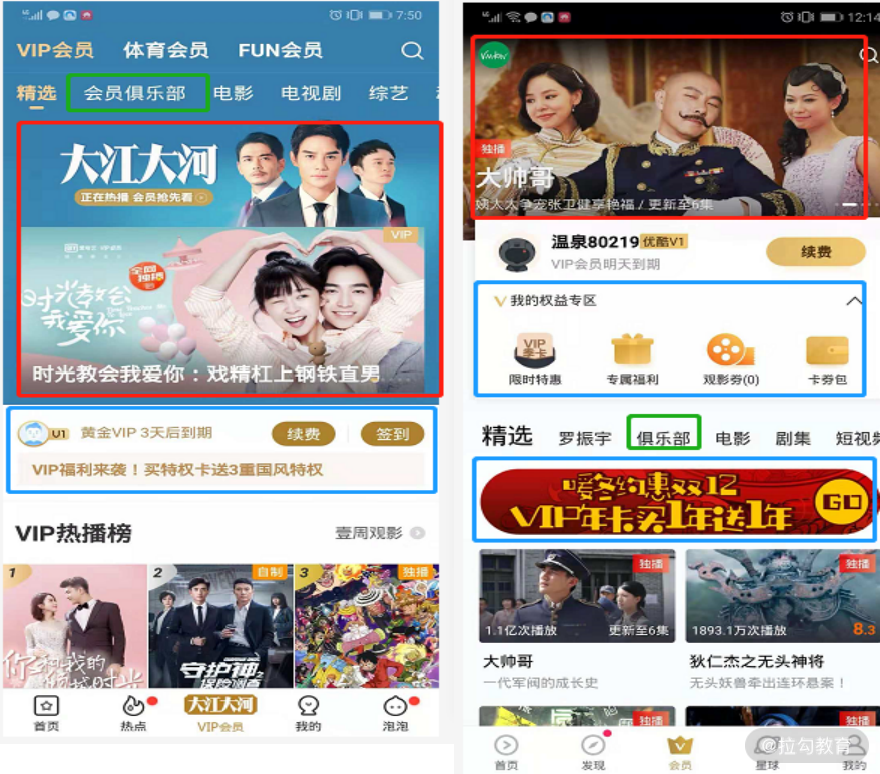 7:50
VIP会员 体育会员 FUN会员
精选 会员俱乐部 电影 电视剧 综艺
大江大河
正在热播 会员抢先看
VIP
全网独播
时光教会我爱你
时光教会我爱你：戏精杠上钢铁直男
V1 黄金VIP 3天后到期 续费 签到
VIP福利来袭！买特权卡送3重国风特权
VIP热播榜 壹周观影
1 2 自制 3 独播
守护神2
保险调查
首页 热点 大江大河 VIP会员 我的 泡泡
12:14
独播
大帅哥
姨太太争宠张卫健享艳福 / 更新至6集
温泉80219 优酷V1
VIP会员明天到期
续费
我的权益专区
VIP季卡
限时特惠 专属福利 观影券(0) 卡券包
精选 罗振宇 俱乐部 电影 剧集 短视频
暖冬约惠双12
VIP年卡买1年送1年
GO
独播 独播
1.1亿次播放 更新至6集 1893.1万次播放 8.3
大帅哥 狄仁杰之无头神将
一代军阀的成长史 无头妖兽牵出连环悬案！
独播 独播
首页 发现 会员 星球 我的
@拉勾教育